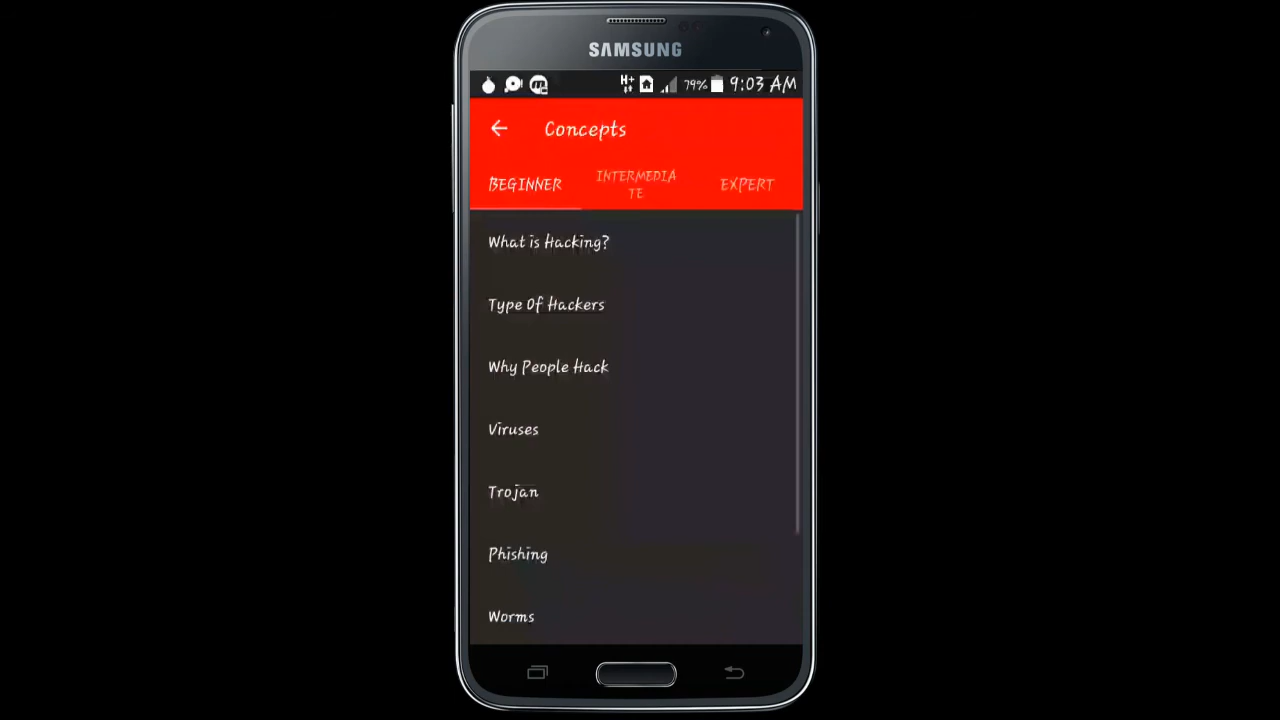 SAMSUNG
79% 9:03 AM
Concepts
BEGINNER INTERMEDIA
TE EXPERT
What is Hacking?
Type Of Hackers
Why People Hack
Viruses
Trojan
Phishing
Worms